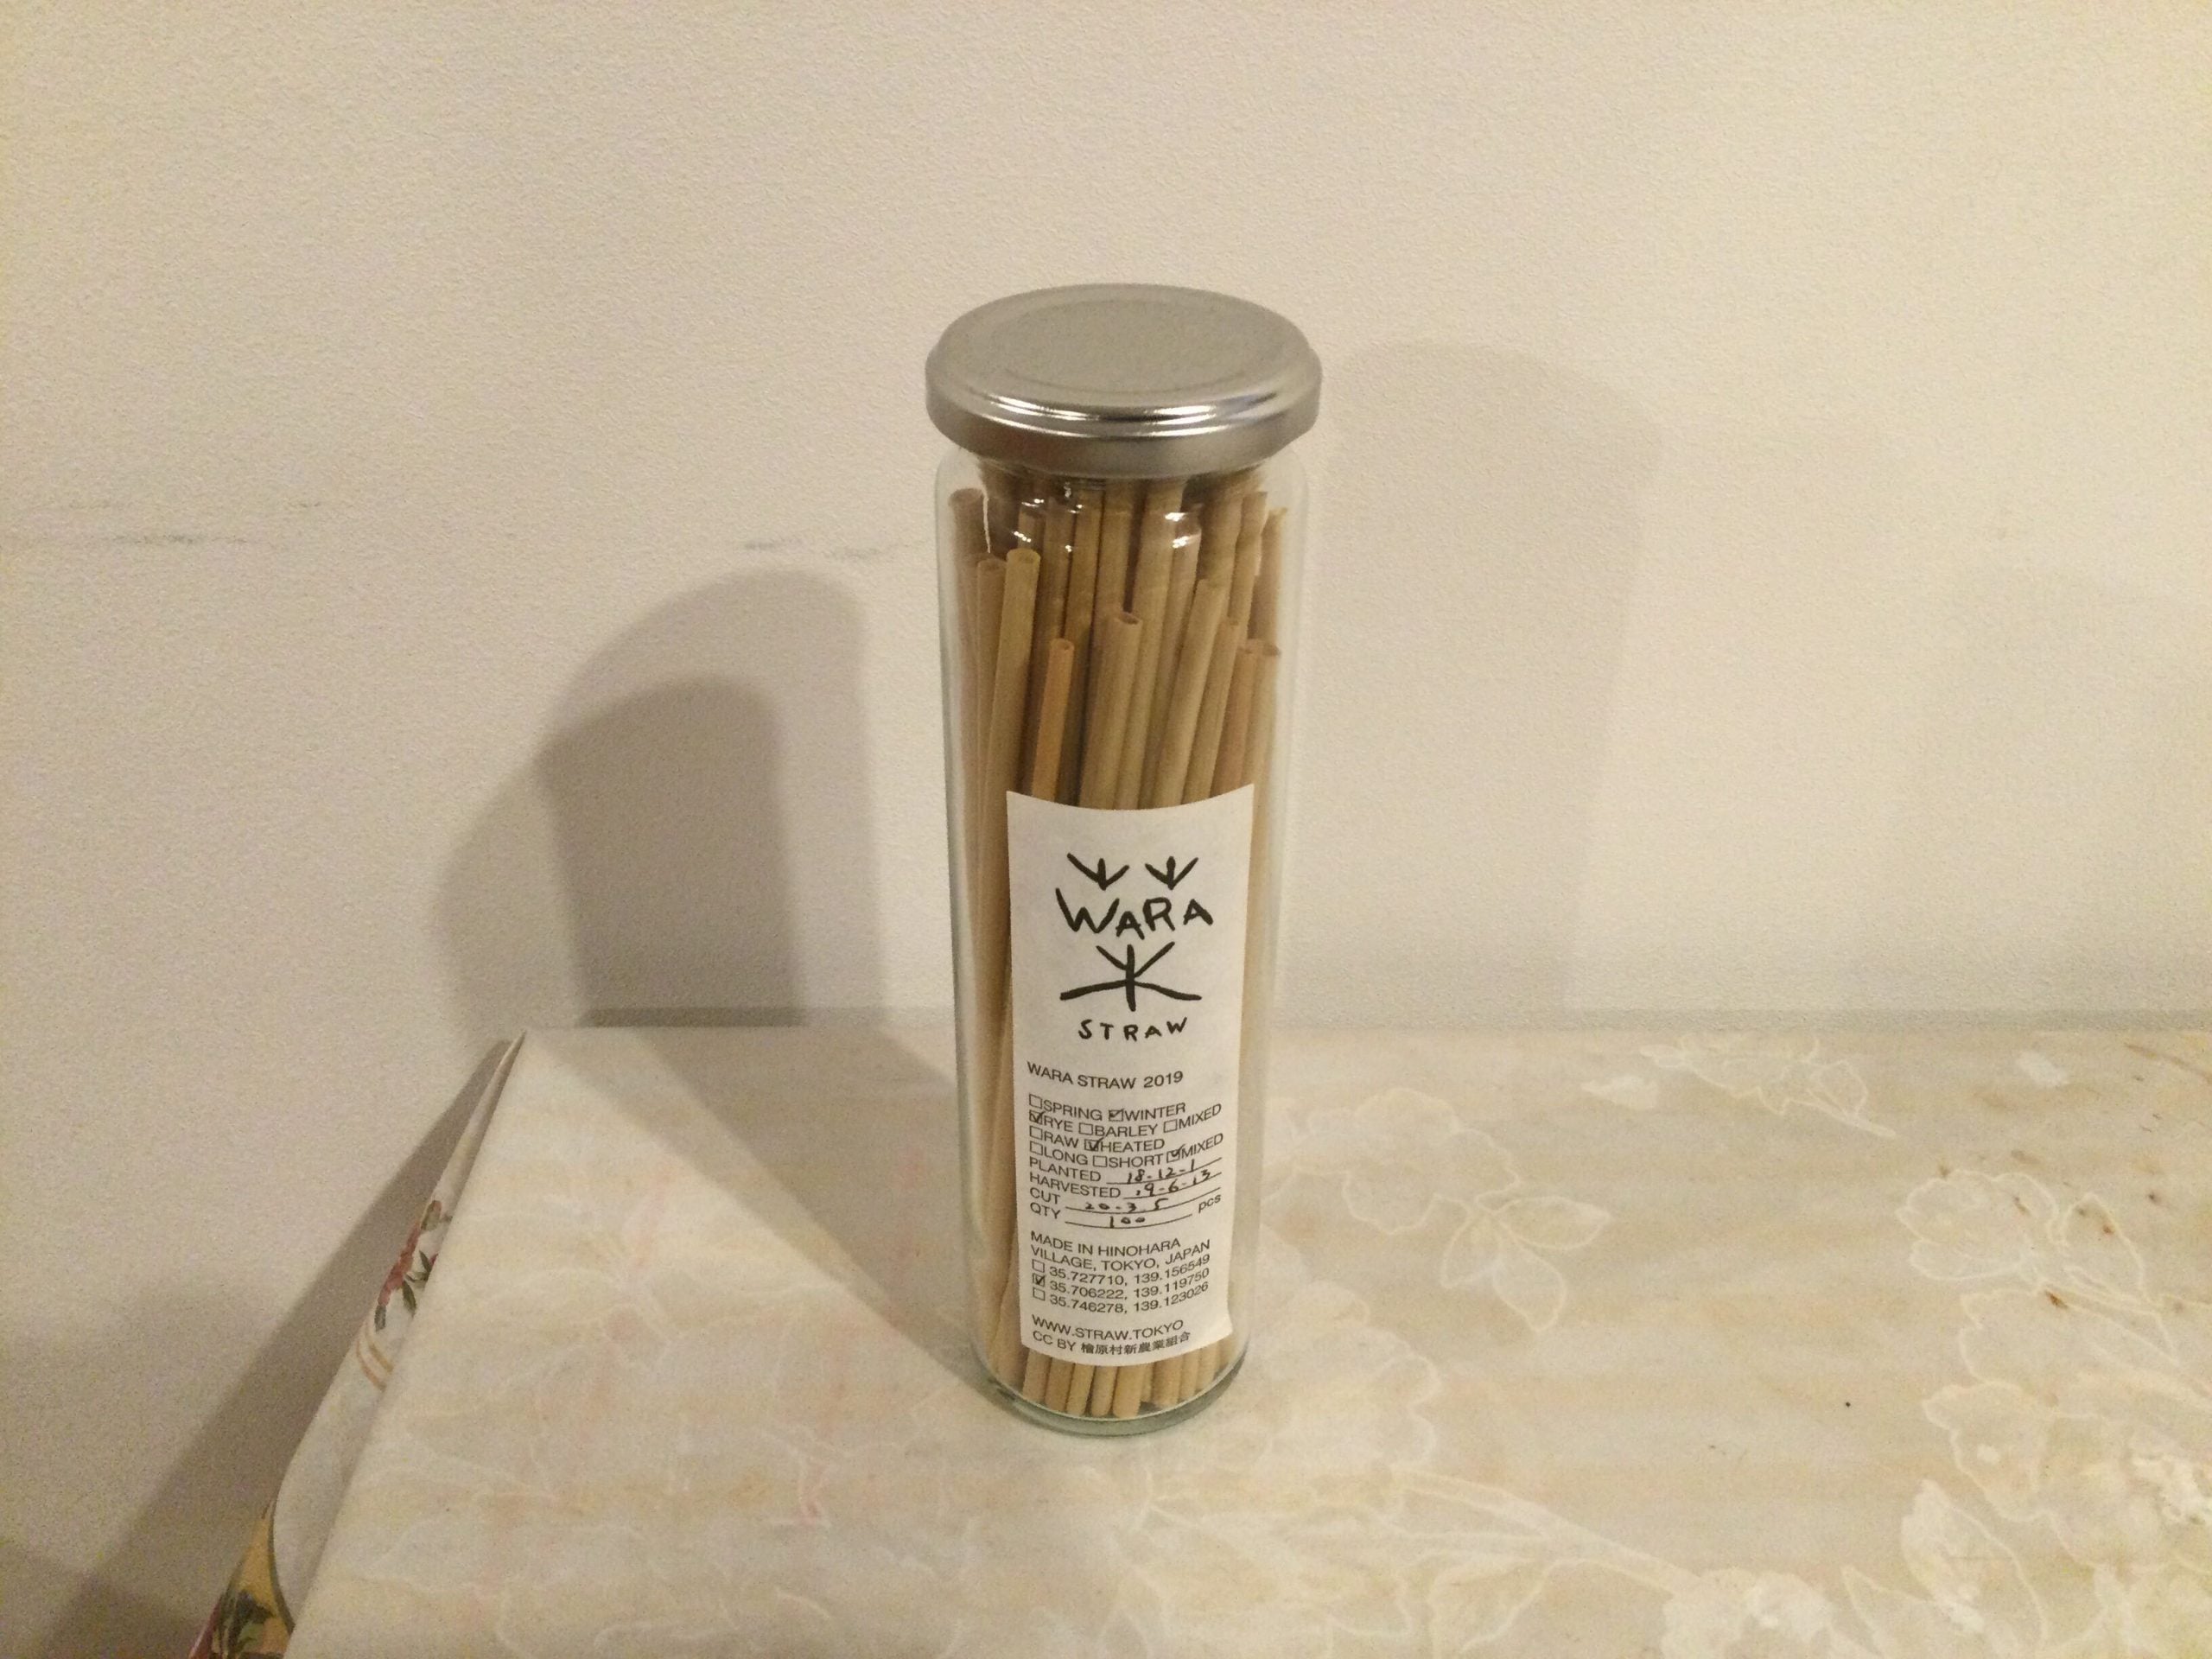 WARA
STRAW
WARA STRAW 2019
☐SPRING ☑WINTER
☑RYE ☐BARLEY ☐MIXED
☐RAW ☑HEATED
☐LONG ☐SHORT ☑MIXED
PLANTED 18-12-1
HARVESTED 19-6-13
CUT 20-3.5
QTY 100 pcs
MADE IN HINOHARA
VILLAGE, TOKYO, JAPAN
☐ 35.727710, 139.156549
☑ 35.706222, 139.119750
☐ 35.746278, 139.123026
WWW.STRAW.TOKYO
CC BY 檜原村新農業組合